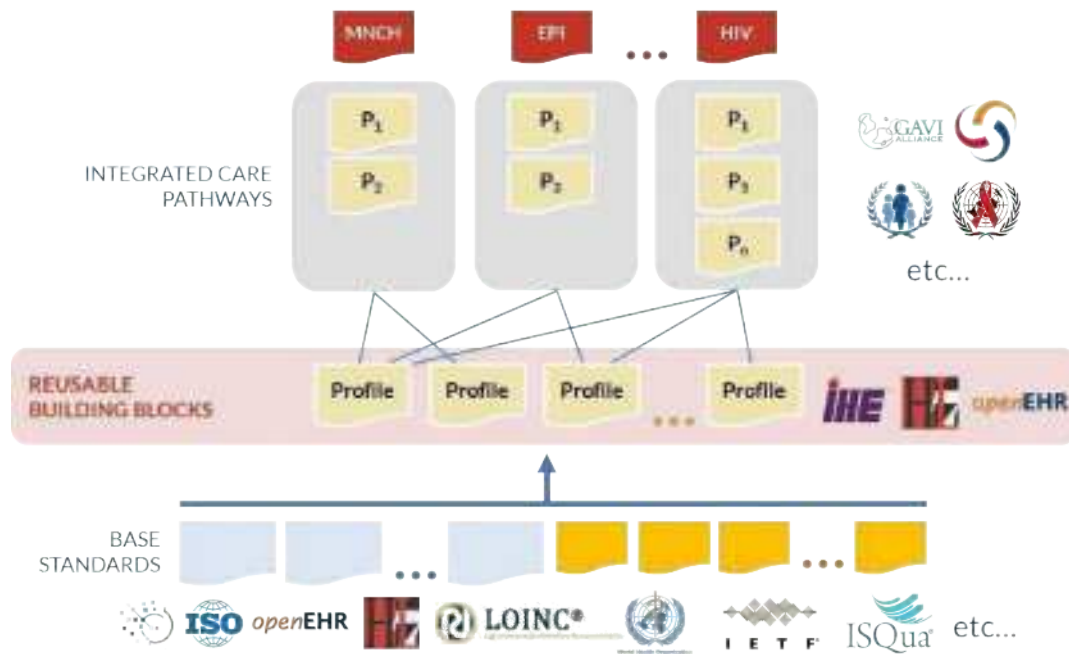 MNCH
EPI
HIV
P1
P1
P1
P2
P3
P3
Pn
INTEGRATED CARE
PATHWAYS
GAVI
ALLIANCE
etc...
REUSABLE
BUILDING BLOCKS
Profile
Profile
Profile
Profile
IHE
openEHR
BASE
STANDARDS
ISO
openEHR
LOINC®
IETF®
ISQua®
etc...